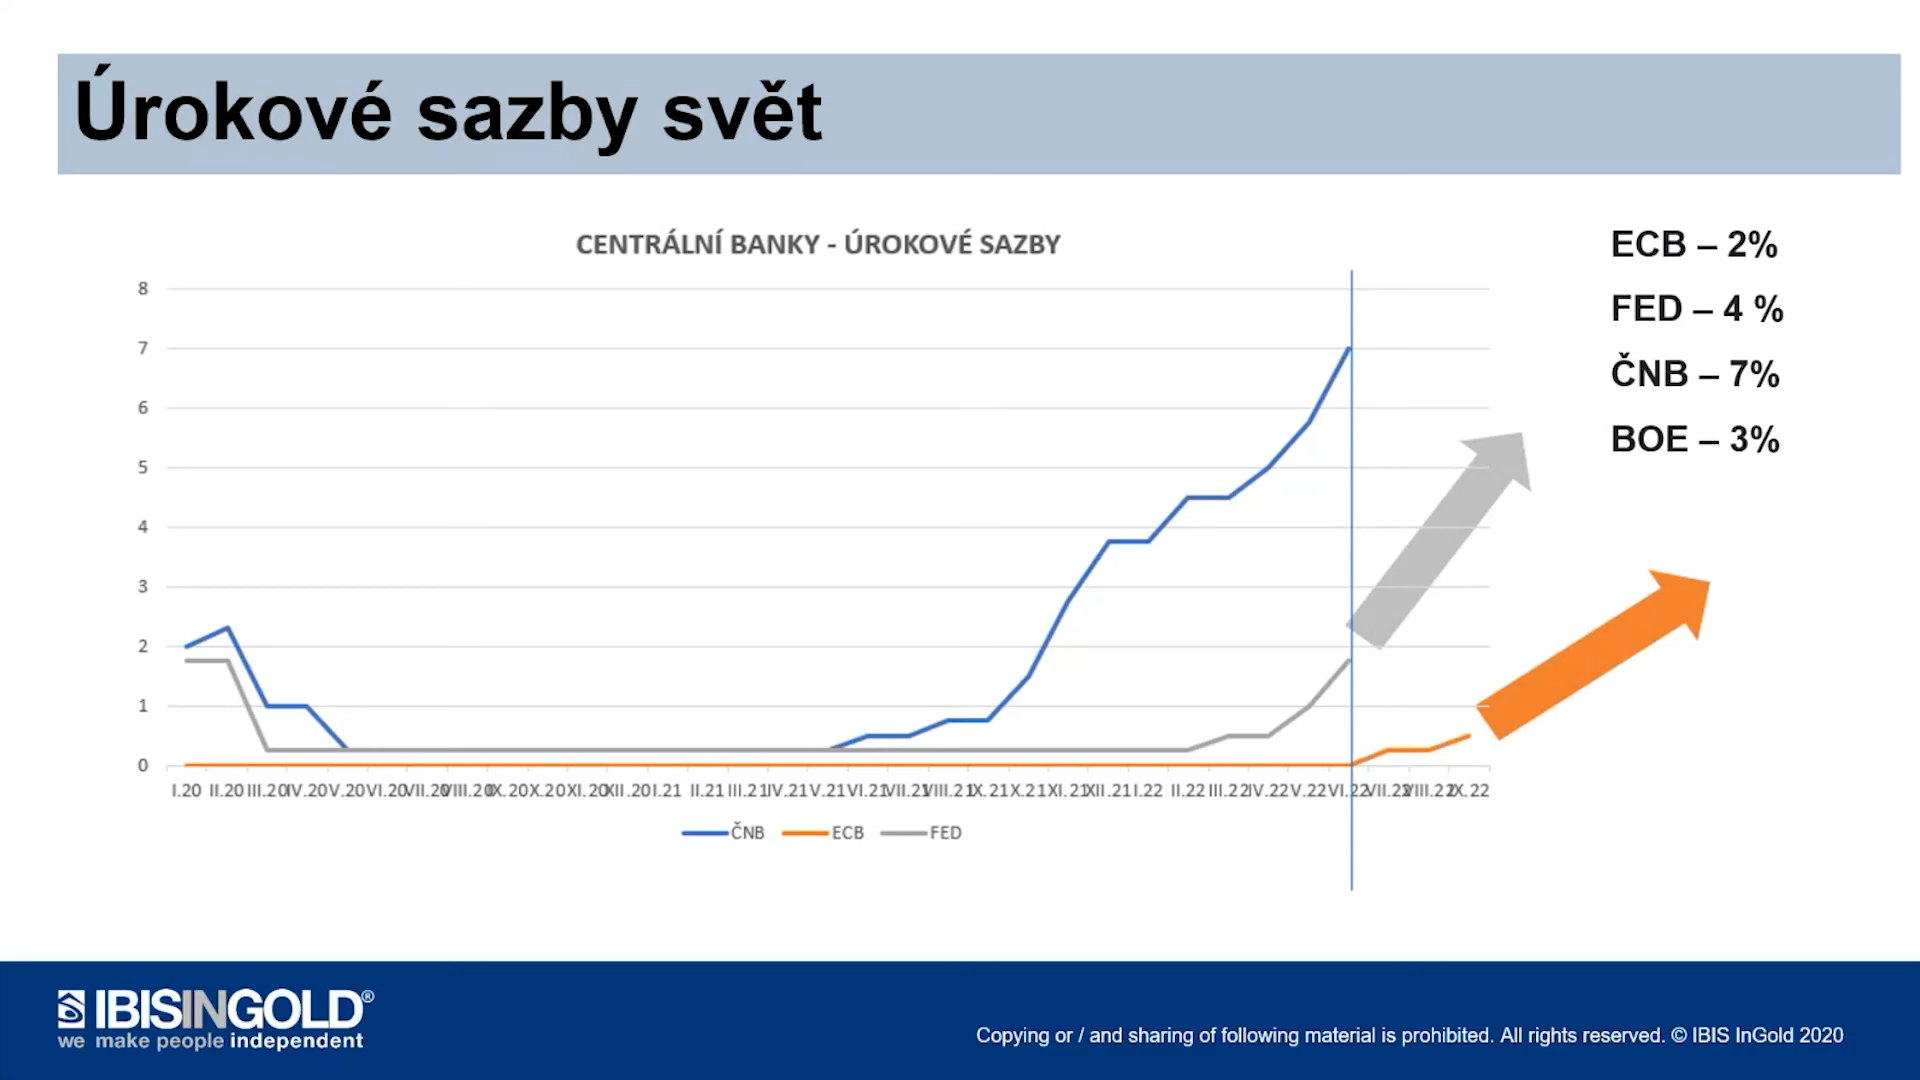 Úrokové sazby svět
CENTRÁLNÍ BANKY - ÚROKOVÉ SAZBY
8
7
6
5
4
3
2
1
0
I.20 II.20 III.20 IV.20 V.20 VI.20 VII.20 VIII.20 IX.20 X.20 XI.20 XII.20 I.21 II.21 III.21 IV.21 V.21 VI.21 VII.21 VIII.21 IX.21 X.21 XI.21 XII.21 I.22 II.22 III.22 IV.22 V.22 VI.22 VII.22 VIII.22 IX.22
ČNB ECB FED
ECB – 2%
FED – 4 %
ČNB – 7%
BOE – 3%
IBISINGOLD®
we make people independent
Copying or / and sharing of following material is prohibited. All rights reserved. © IBIS InGold 2020